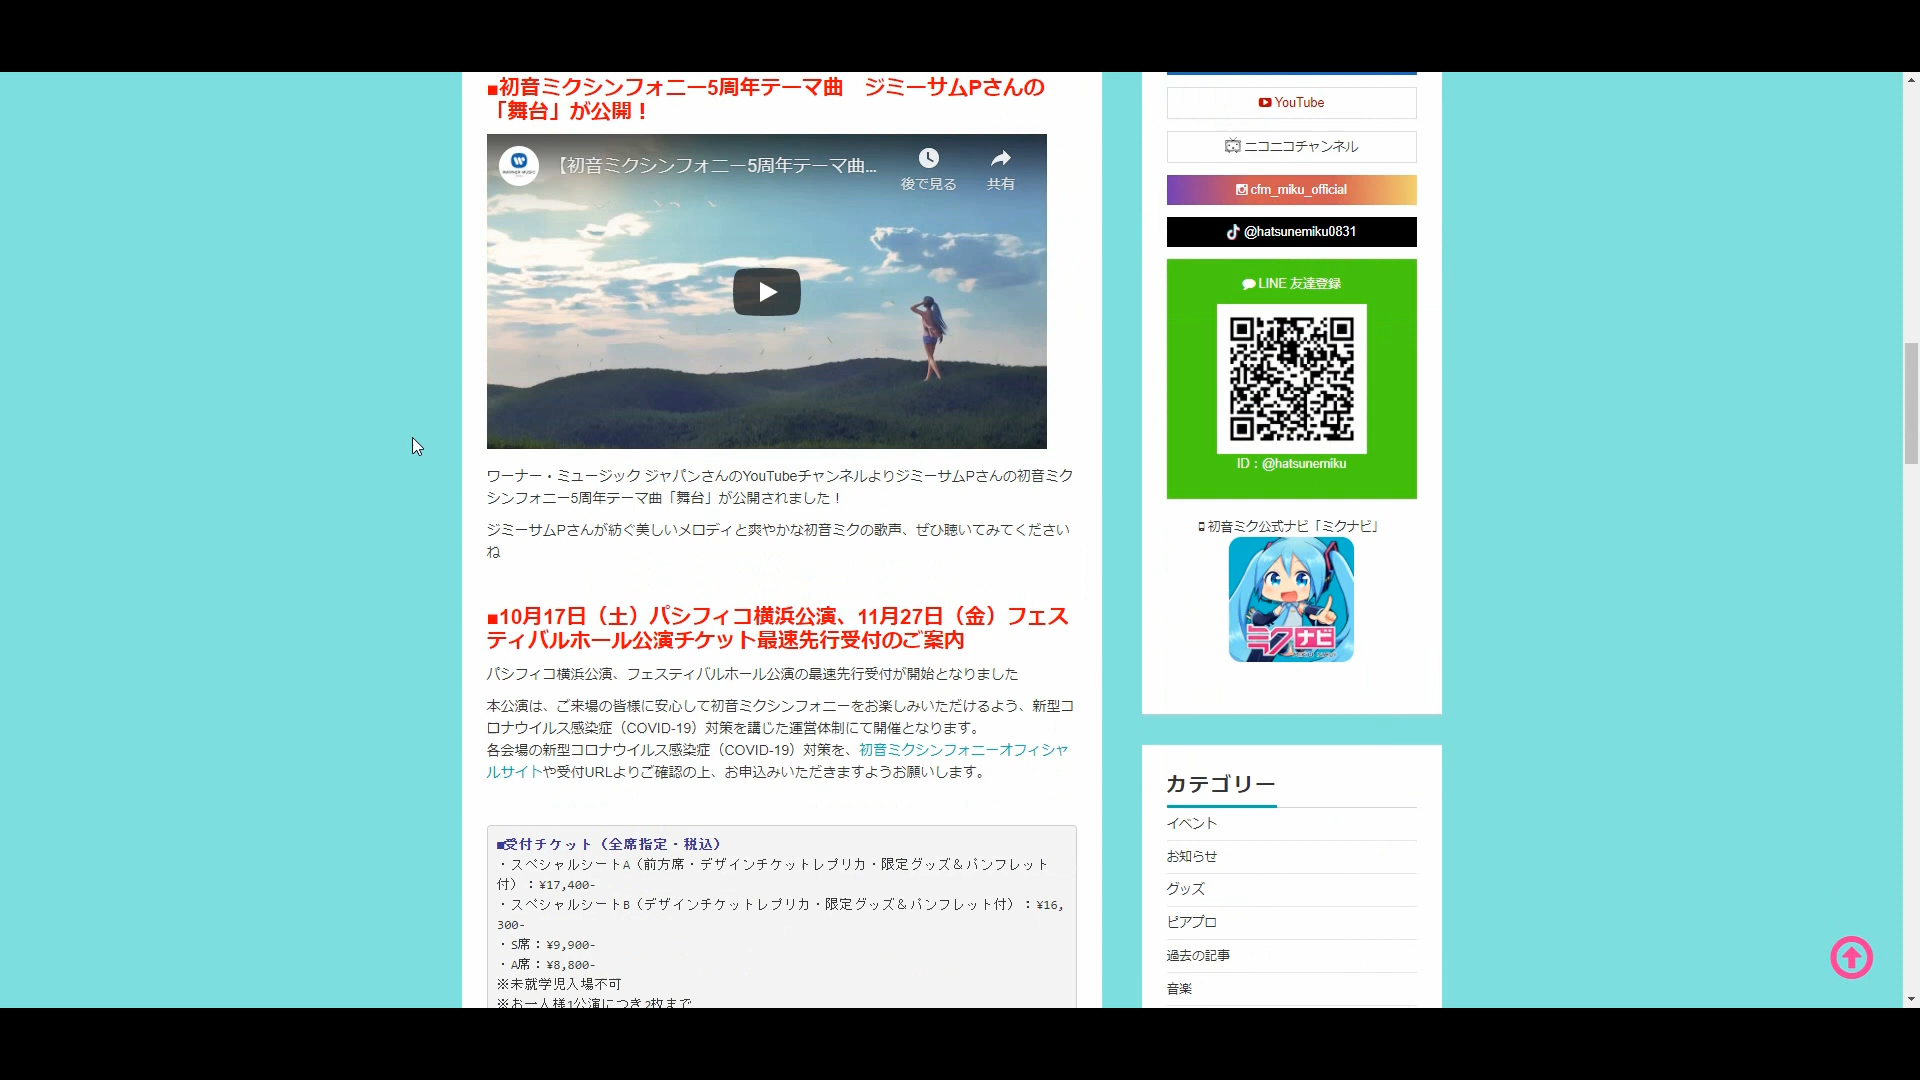 ■初音ミクシンフォニー5周年テーマ曲　ジミーサムPさんの
「舞台」が公開！
【初音ミクシンフォニー5周年テーマ曲...
後で見る
共有
ワーナー・ミュージック ジャパンさんのYouTubeチャンネルよりジミーサムPさんの初音ミク
シンフォニー5周年テーマ曲「舞台」が公開されました！
ジミーサムPさんが紡ぐ美しいメロディと爽やかな初音ミクの歌声、ぜひ聴いてみてください
ね
■10月17日（土）パシフィコ横浜公演、11月27日（金）フェス
ティバルホール公演チケット最速先行受付のご案内
パシフィコ横浜公演、フェスティバルホール公演の最速先行受付が開始となりました
本公演は、ご来場の皆様に安心して初音ミクシンフォニーをお楽しみいただけるよう、新型コ
ロナウイルス感染症（COVID-19）対策を講じた運営体制にて開催となります。
各会場の新型コロナウイルス感染症（COVID-19）対策を、初音ミクシンフォニーオフィシャ
ルサイトや受付URLよりご確認の上、お申込みいただきますようお願いします。
■受付チケット（全席指定・税込）
・スペシャルシートA（前方席・デザインチケットレプリカ・限定グッズ＆パンフレット
付）：¥17,400-
・スペシャルシートB（デザインチケットレプリカ・限定グッズ＆パンフレット付）：¥16,
300-
・S席：¥9,900-
・A席：¥8,800-
※未就学児入場不可
※お一人様1公演につき2枚まで
YouTube
ニコニコチャンネル
cfm_miku_official
@hatsunemiku0831
LINE 友達登録
ID：@hatsunemiku
初音ミク公式ナビ「ミクナビ」
ミクナビ
カテゴリー
イベント
お知らせ
グッズ
ピアプロ
過去の記事
音楽